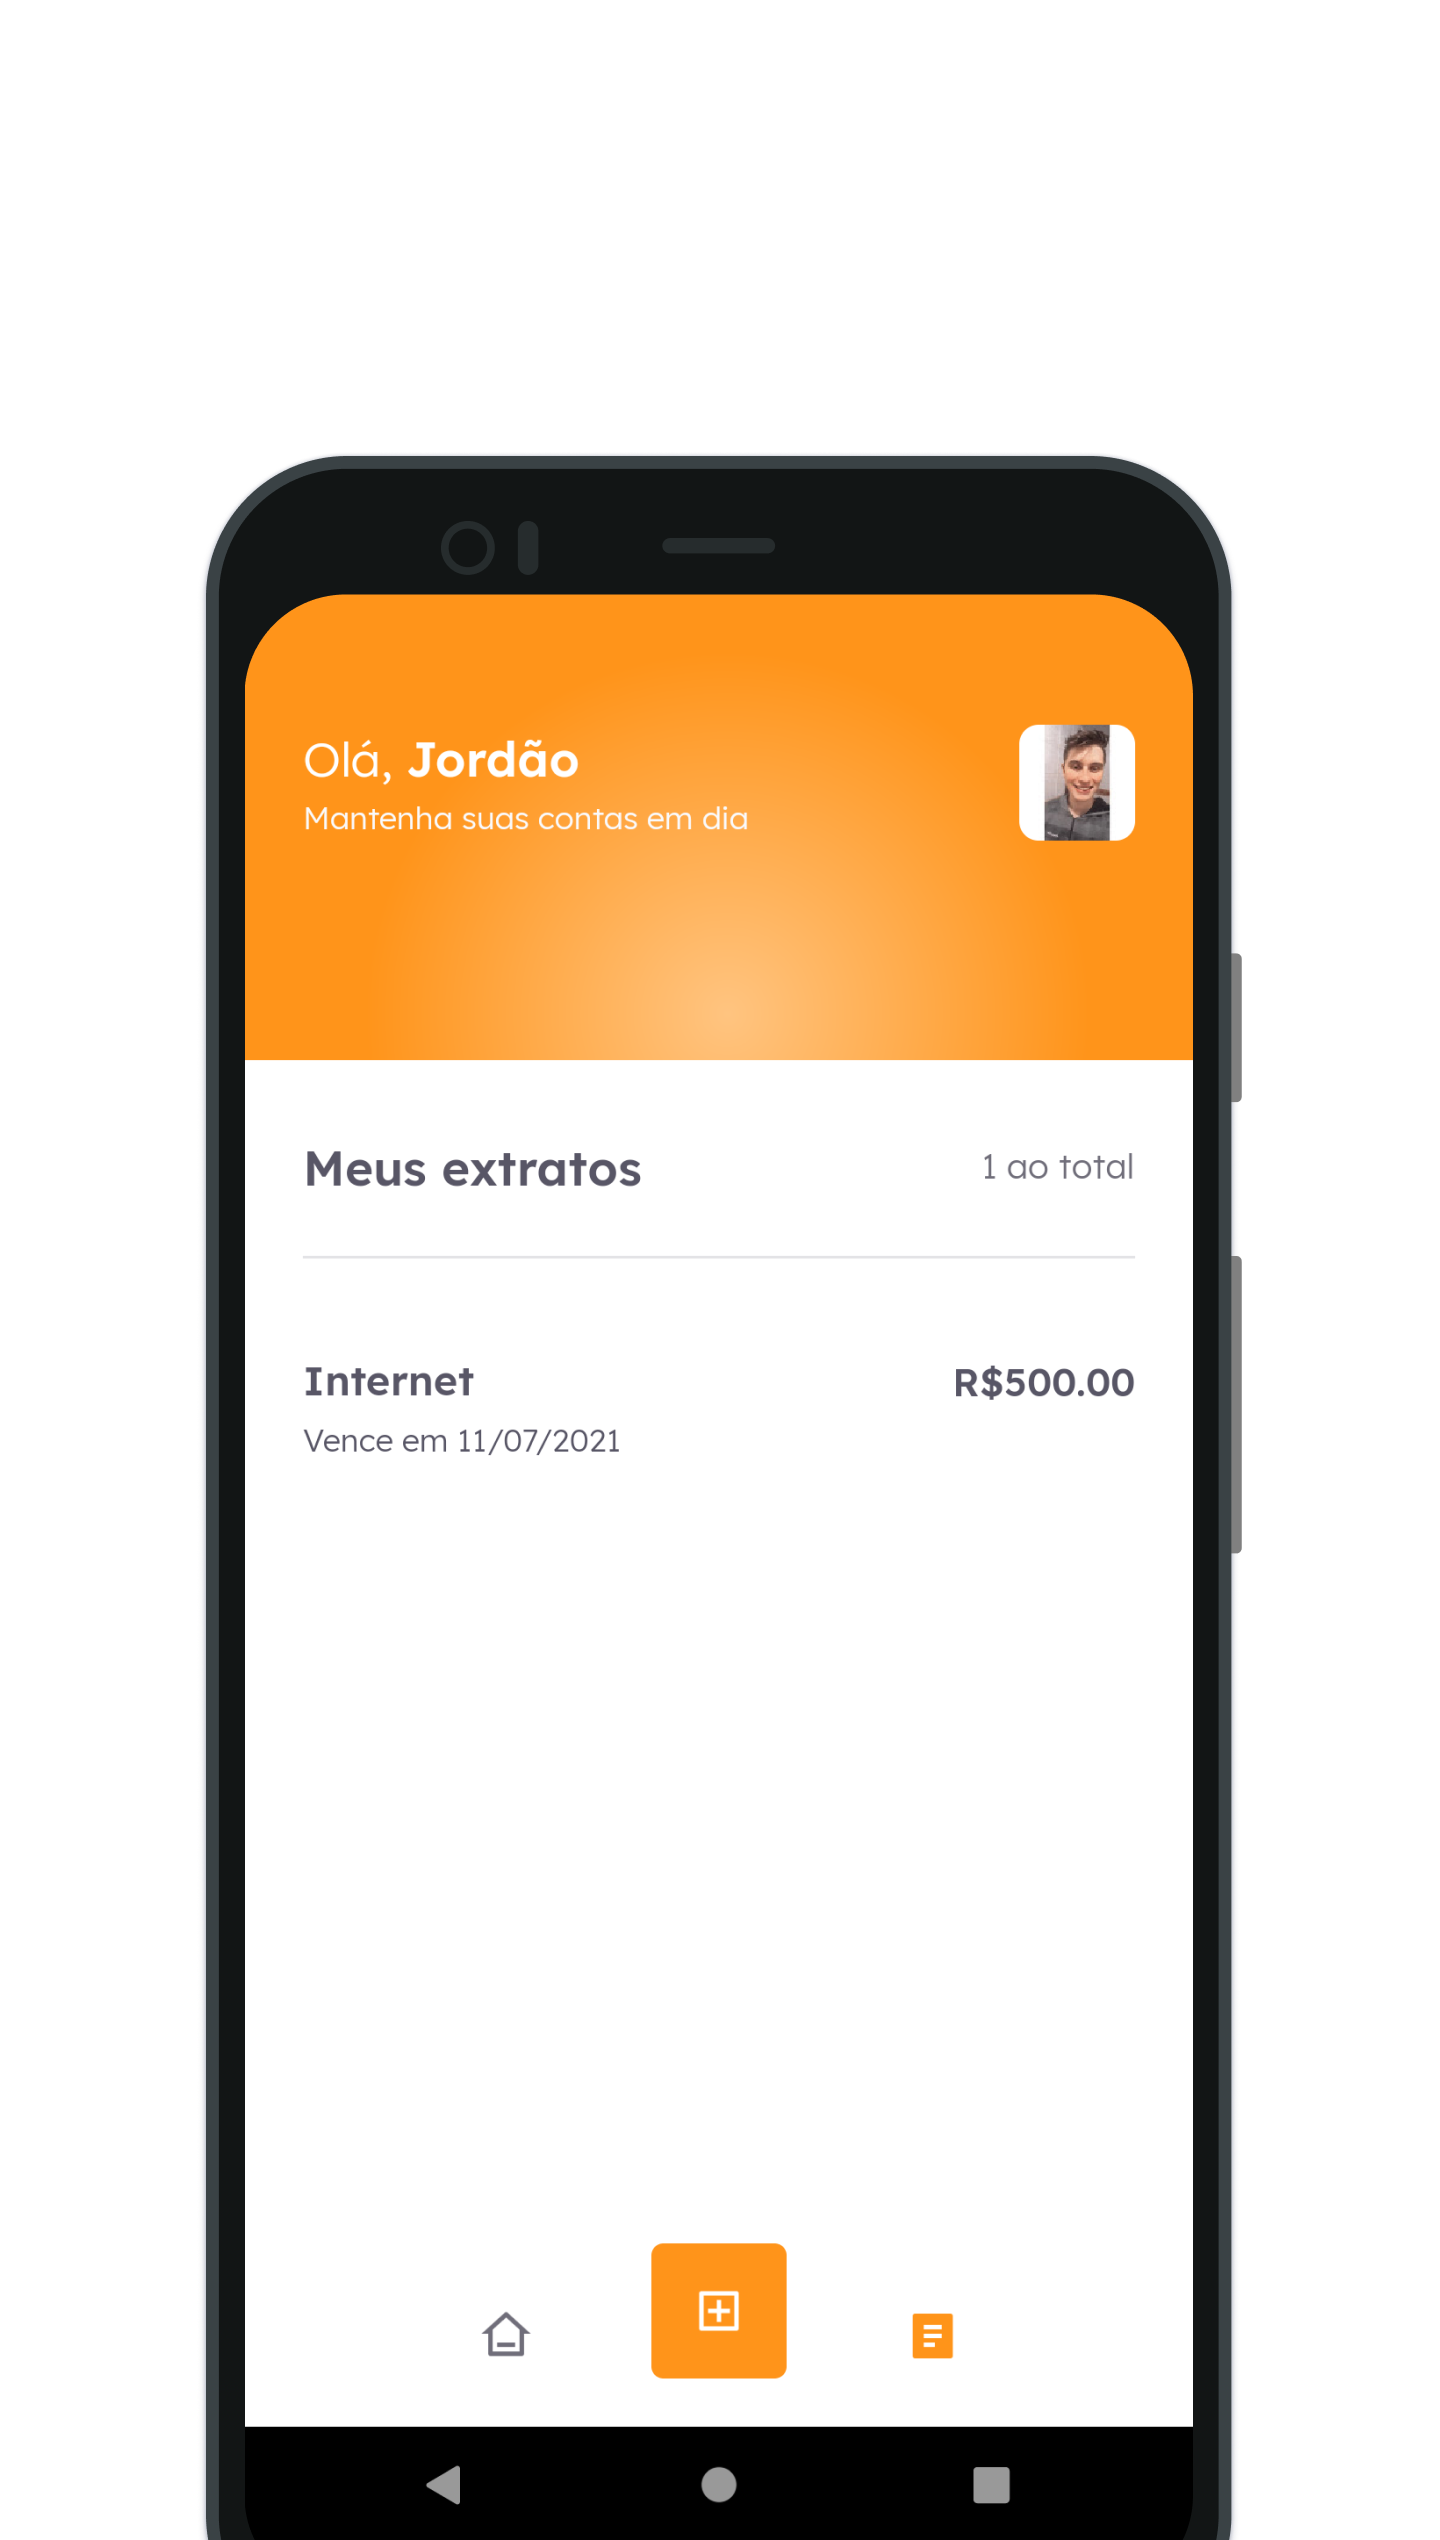 Olá, Jordão
Mantenha suas contas em dia
Meus extratos
1 ao total
Internet
R$500.00
Vence em 11/07/2021